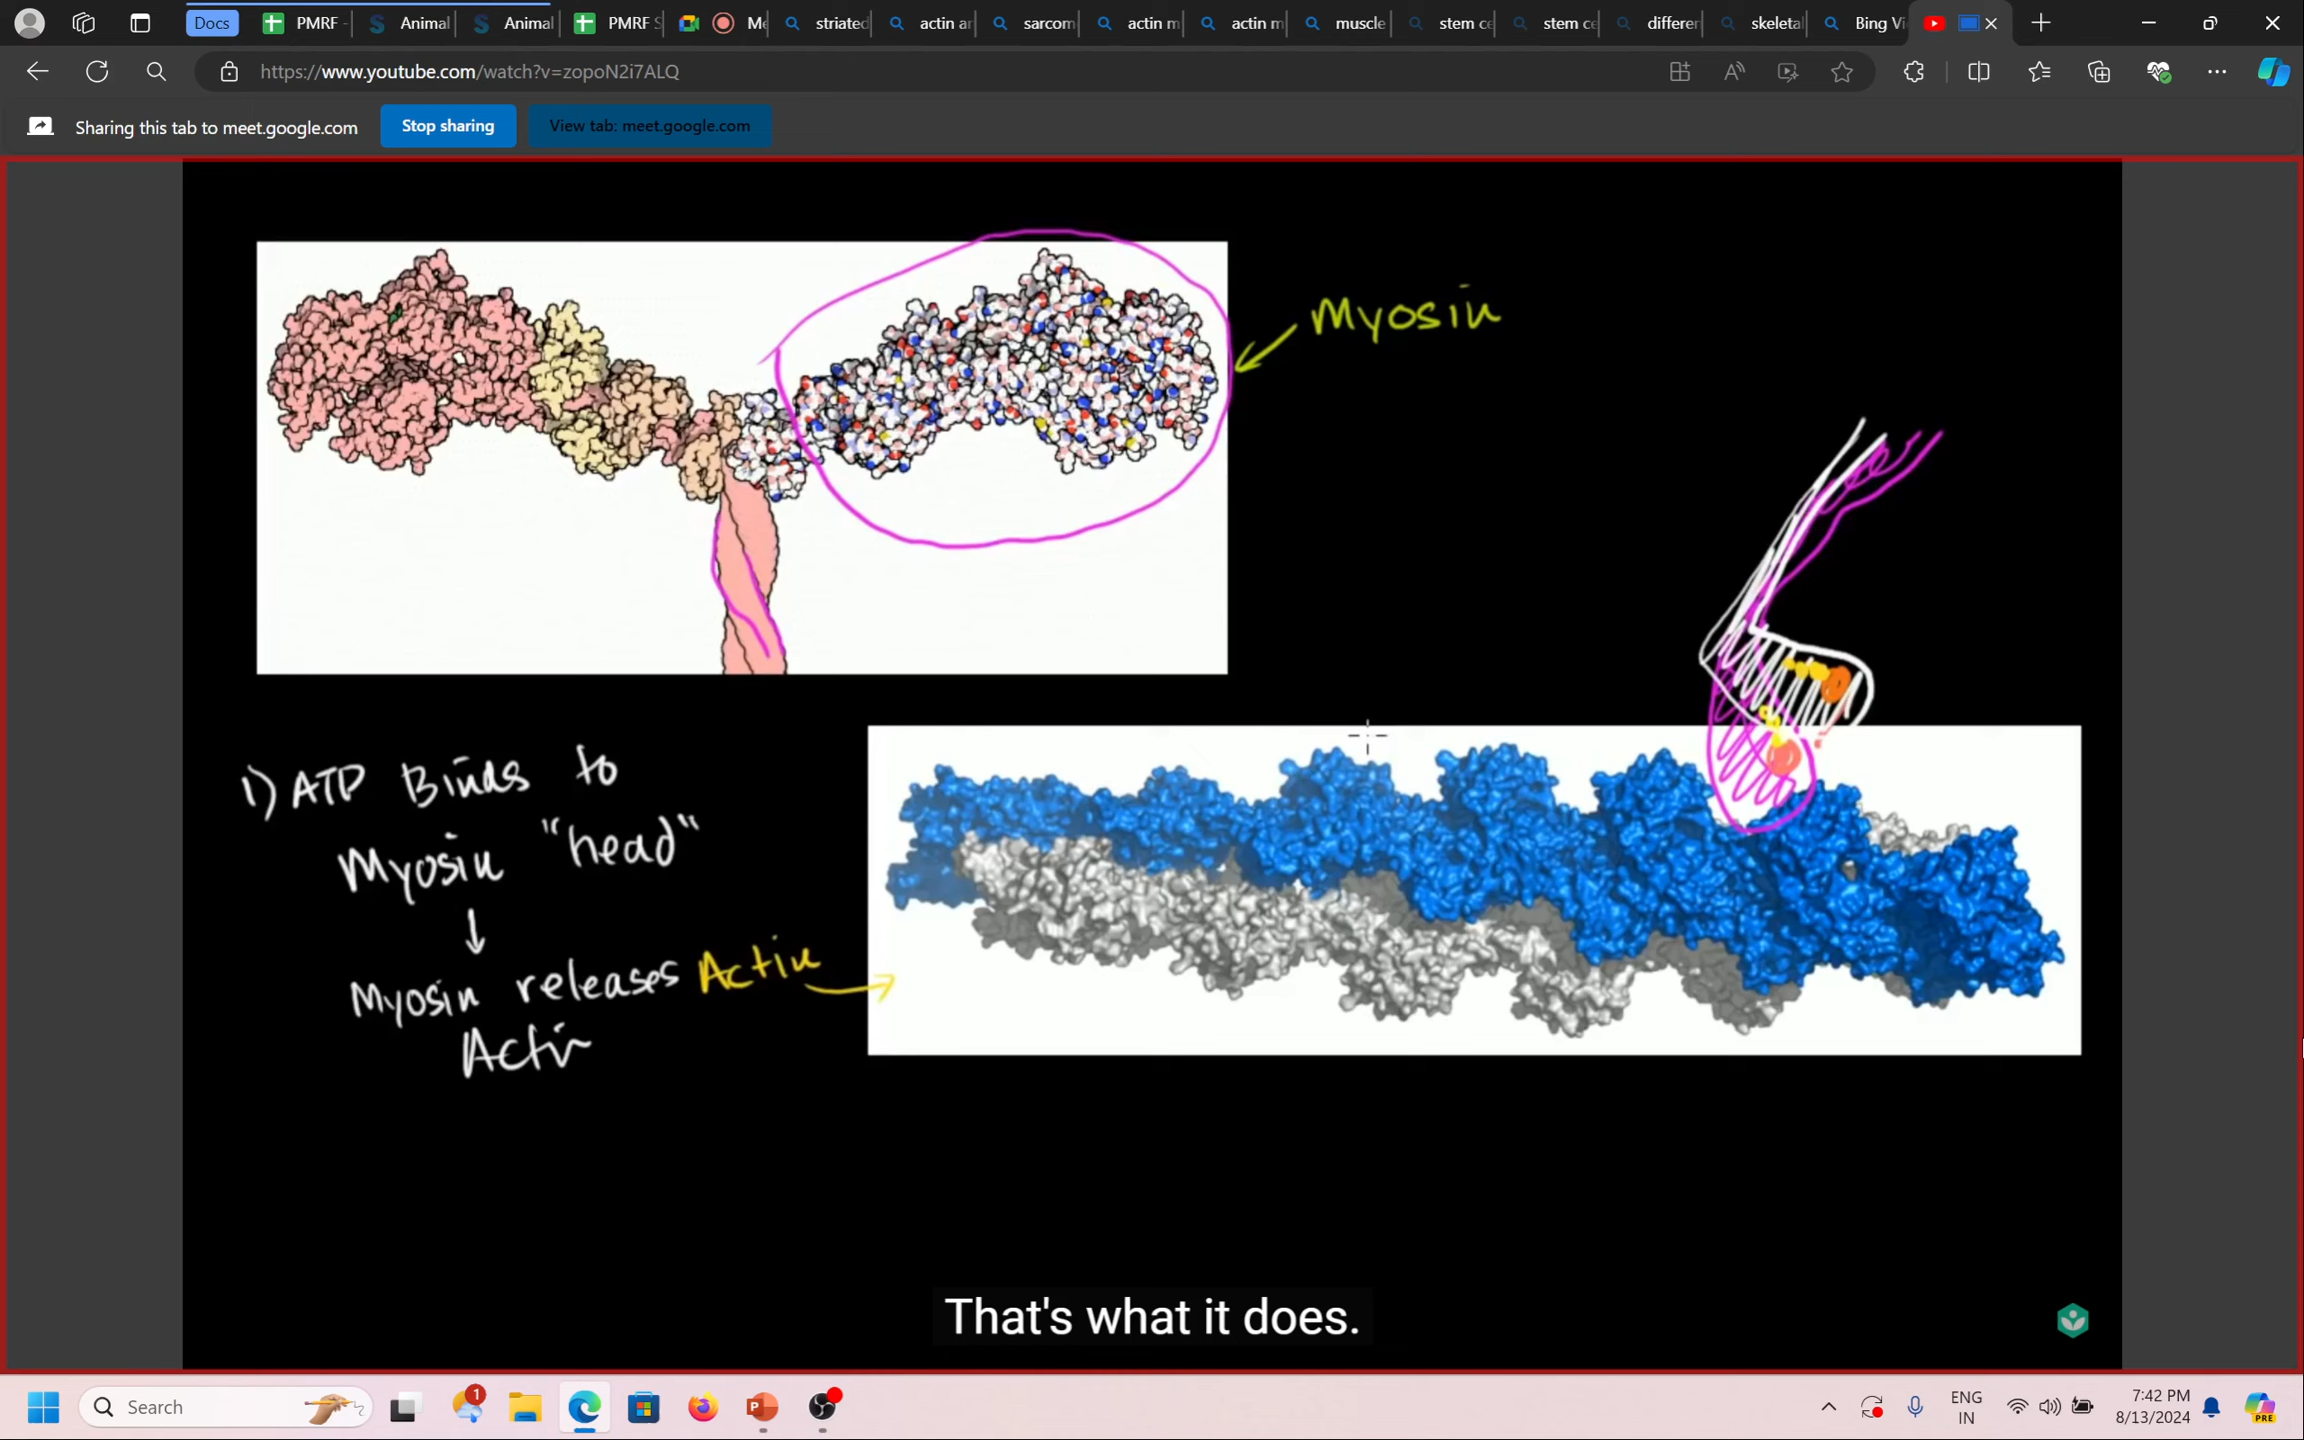 Docs PMRF - Animal Animal PMRF S Me striated actin ar sarcom actin m actin m muscle stem ce stem ce differen skeletal Bing Vi
https://www.youtube.com/watch?v=zopoN2i7ALQ
Sharing this tab to meet.google.com Stop sharing View tab: meet.google.com
Myosin
1) ATP Binds to
Myosin "head"
↓
Myosin releases Actin →
Actin
That's what it does.
Search 1 ENG 7:42 PM
IN 8/13/2024 PRE